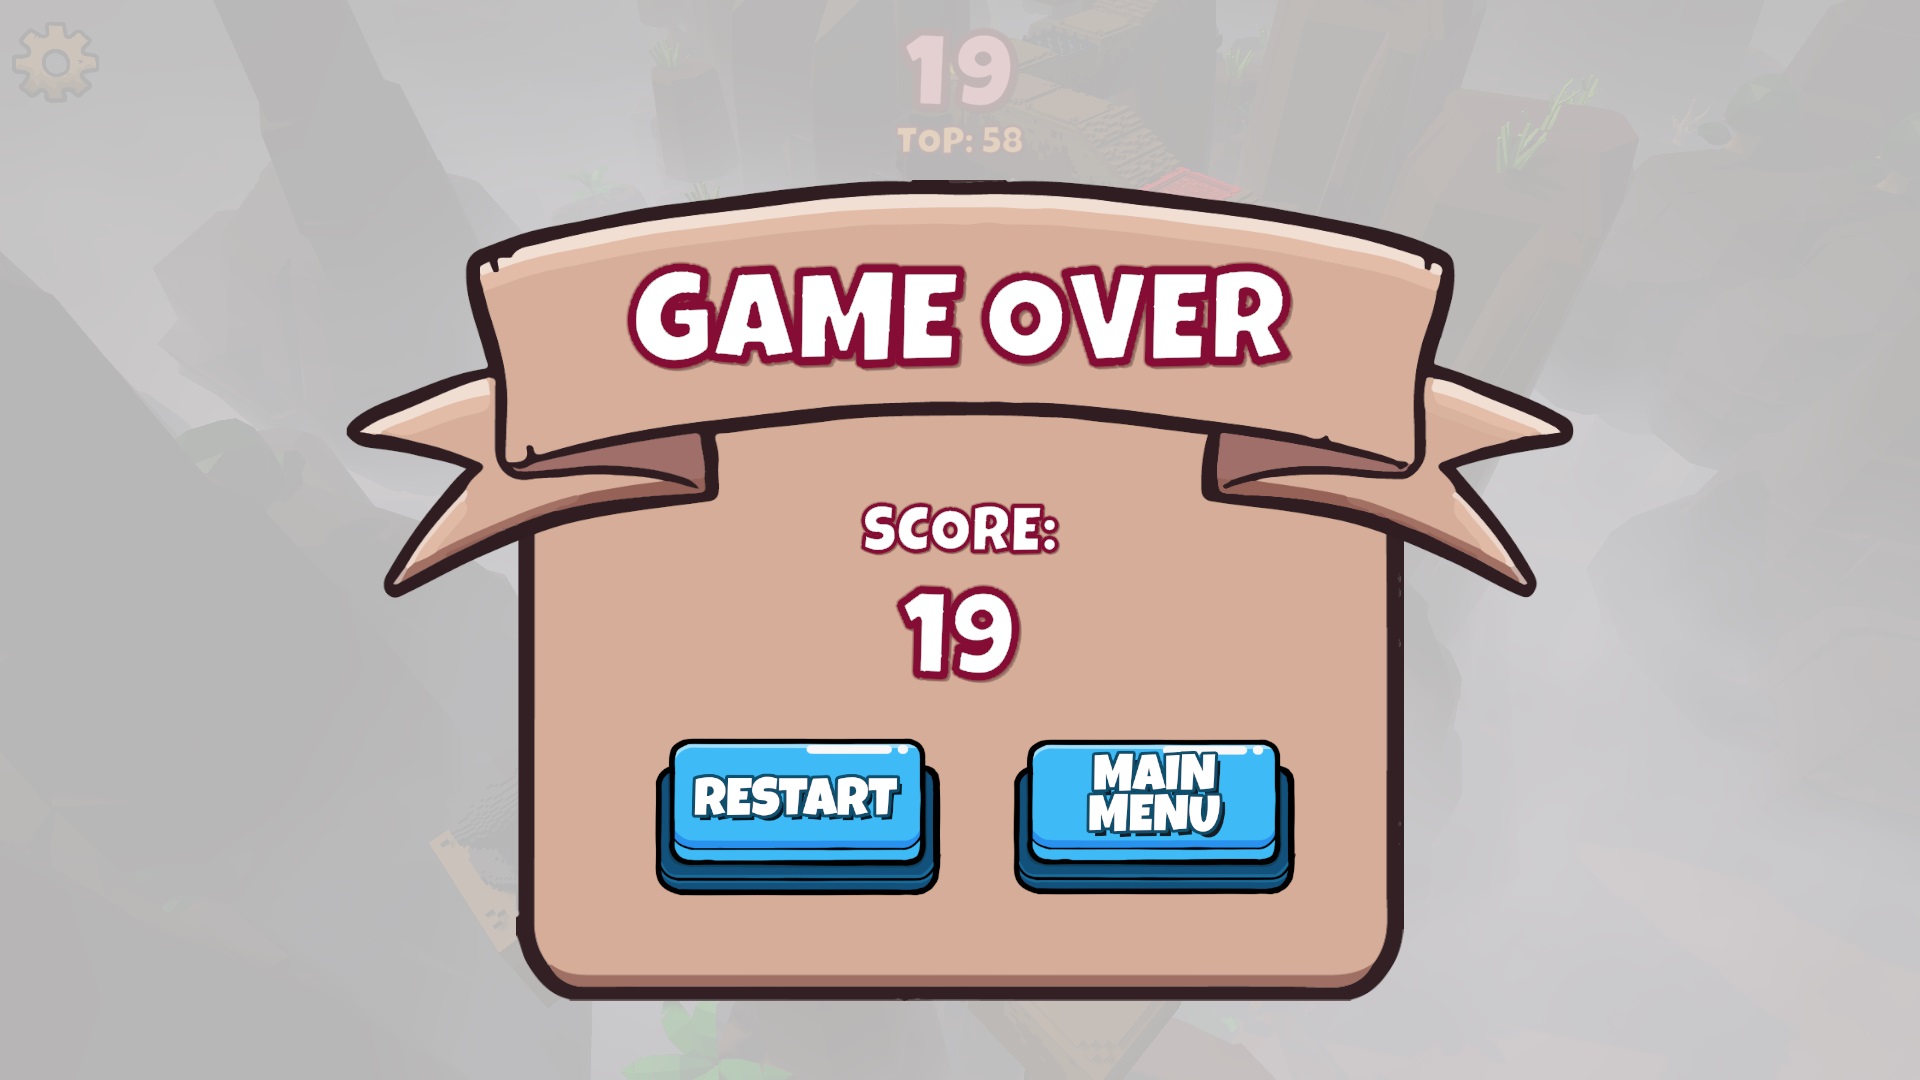 19
TOP: 58
GAME OVER
SCORE:
19
RESTART
MAIN
MENU